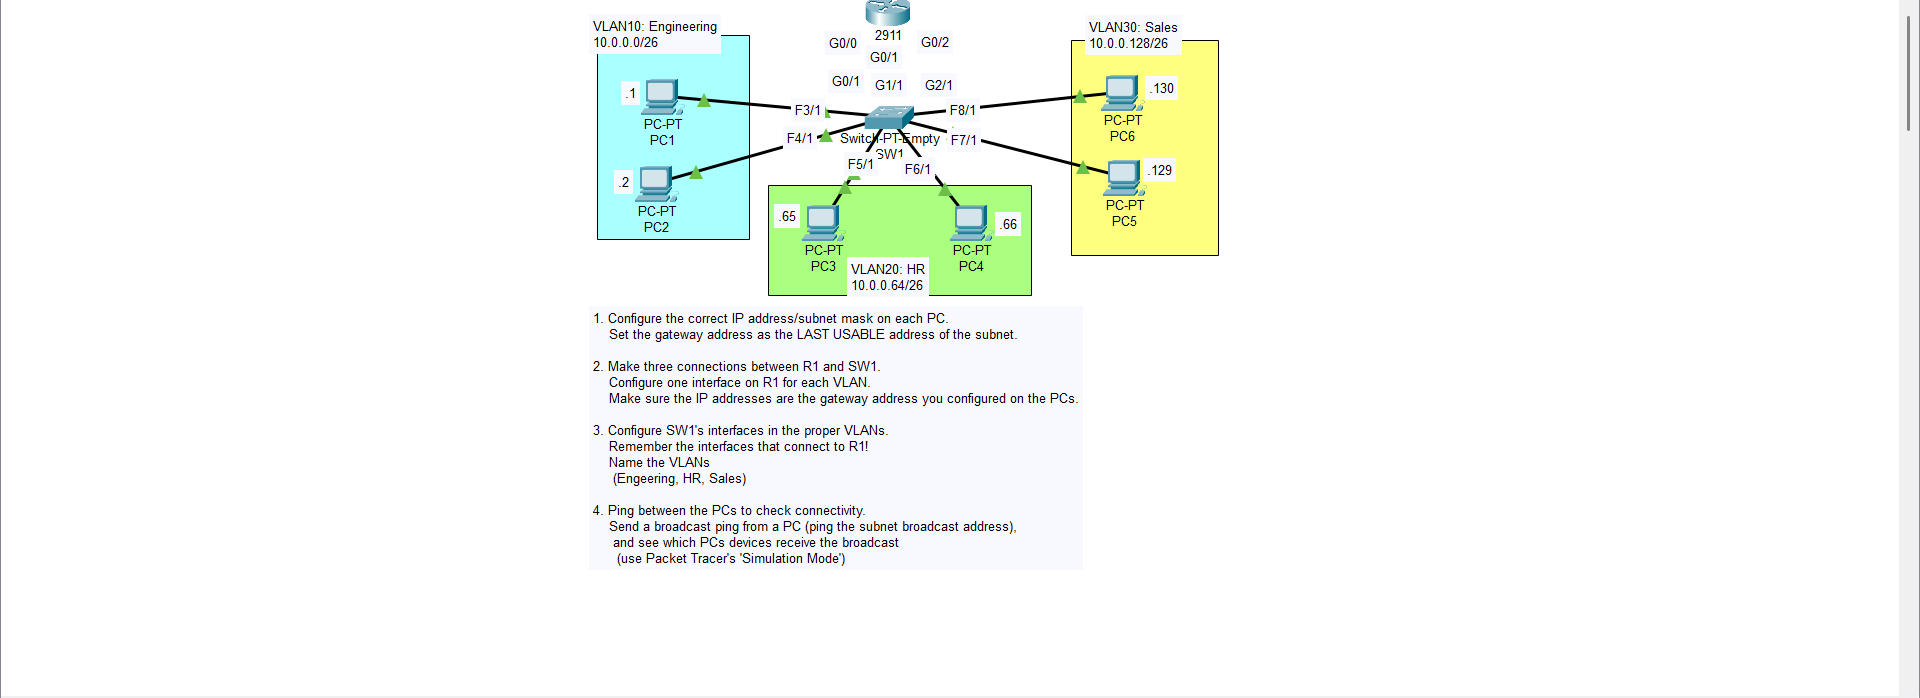 VLAN10: Engineering
10.0.0.0/26
2911
G0/0
G0/2
G0/1
VLAN30: Sales
10.0.0.128/26
G0/1
G1/1
G2/1
.1
PC-PT
PC1
F3/1
F8/1
.130
PC-PT
PC6
F4/1
Switch-PT-Empty
SW1
F7/1
F5/1
F6/1
.2
PC-PT
PC2
.129
PC-PT
PC5
.65
PC-PT
PC3
.66
PC-PT
PC4
VLAN20: HR
10.0.0.64/26
1. Configure the correct IP address/subnet mask on each PC.
Set the gateway address as the LAST USABLE address of the subnet.
2. Make three connections between R1 and SW1.
Configure one interface on R1 for each VLAN.
Make sure the IP addresses are the gateway address you configured on the PCs.
3. Configure SW1's interfaces in the proper VLANs.
Remember the interfaces that connect to R1!
Name the VLANs
(Engeering, HR, Sales)
4. Ping between the PCs to check connectivity.
Send a broadcast ping from a PC (ping the subnet broadcast address),
and see which PCs devices receive the broadcast
(use Packet Tracer's 'Simulation Mode')